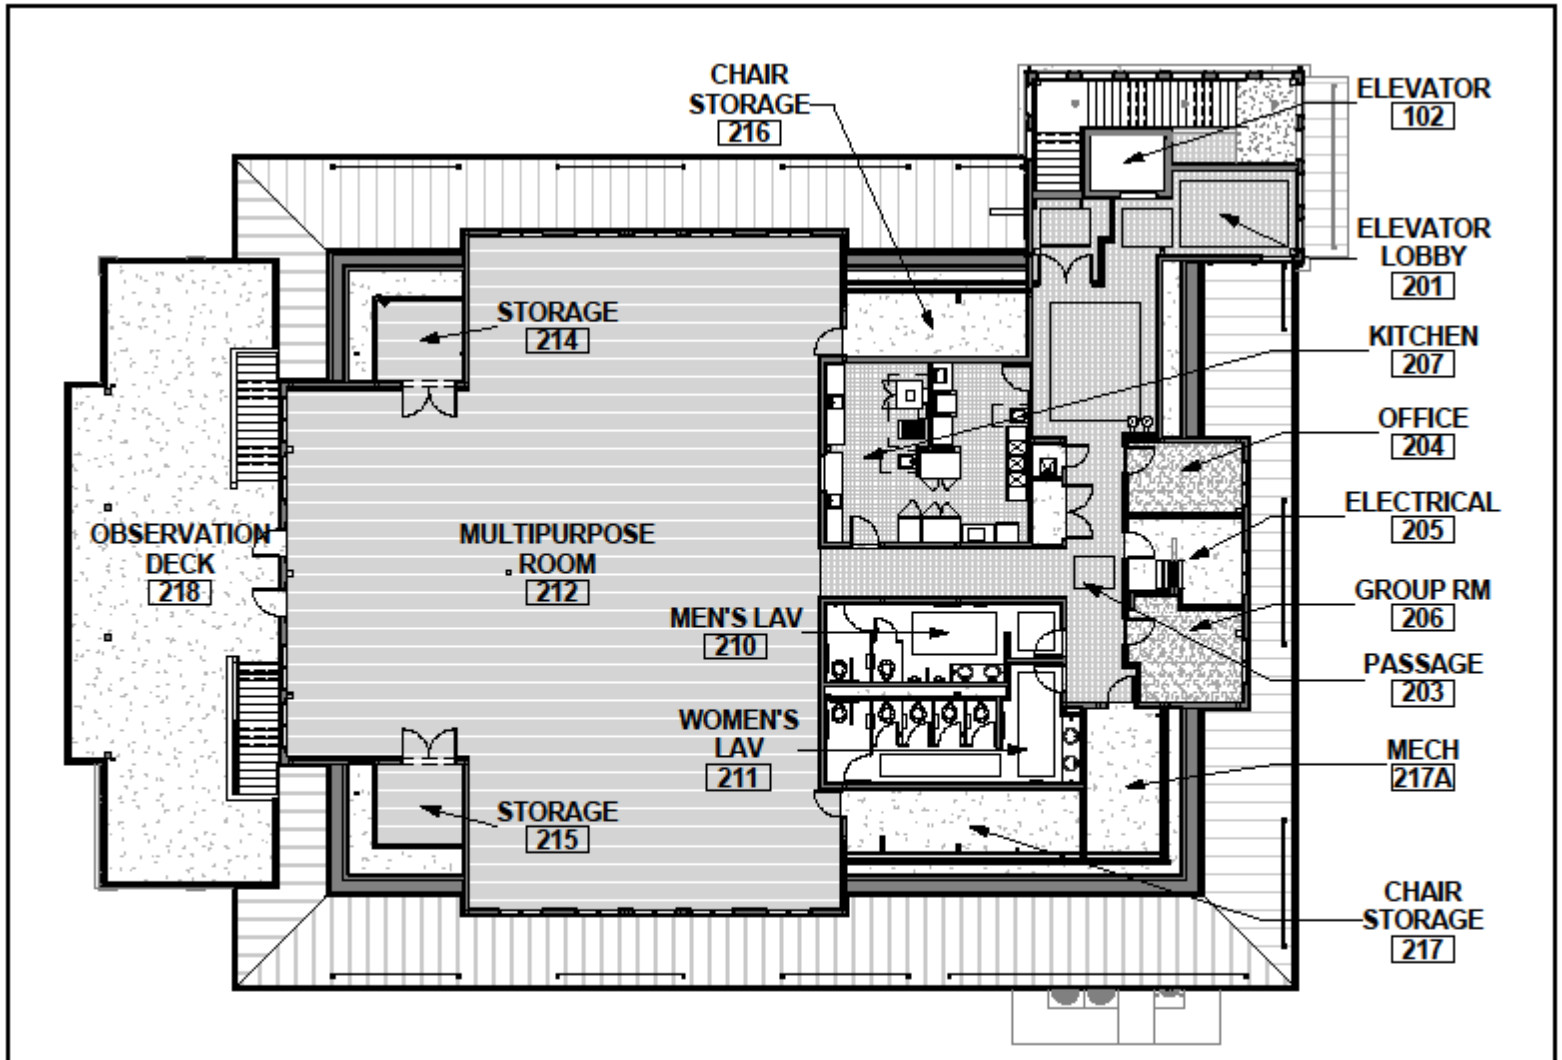 CHAIR
STORAGE
216
ELEVATOR
102
ELEVATOR
LOBBY
201
STORAGE
214
KITCHEN
207
OFFICE
204
ELECTRICAL
205
OBSERVATION
DECK
218
MULTIPURPOSE
ROOM
212
GROUP RM
206
MEN'S LAV
210
PASSAGE
203
WOMEN'S
LAV
211
MECH
217A
STORAGE
215
CHAIR
STORAGE
217